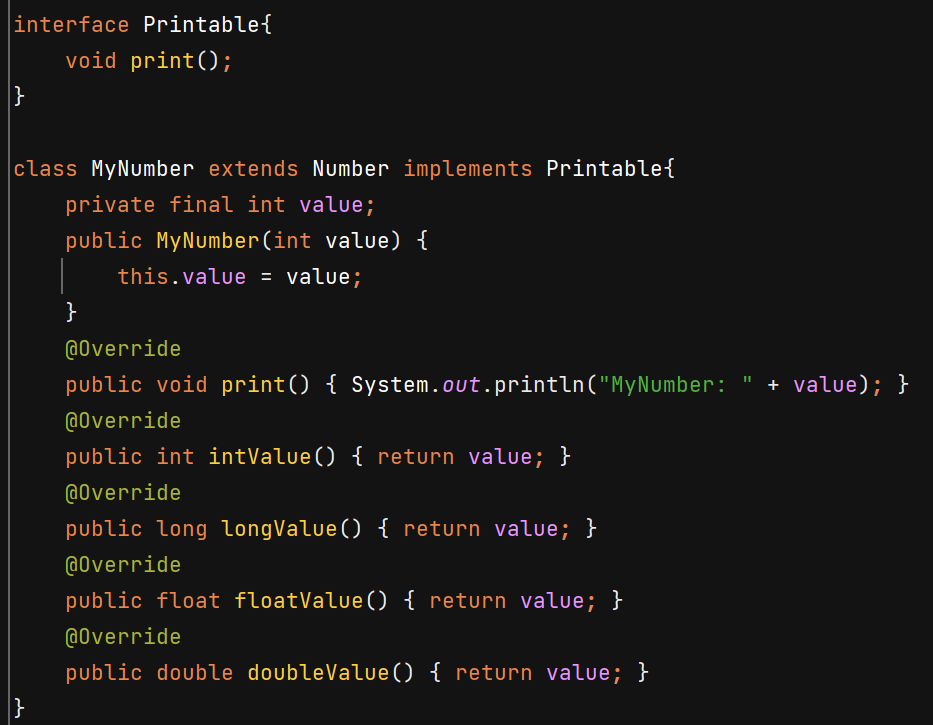 interface Printable{
    void print();
}

class MyNumber extends Number implements Printable{
    private final int value;
    public MyNumber(int value) {
        this.value = value;
    }
    @Override
    public void print() { System.out.println("MyNumber: " + value); }
    @Override
    public int intValue() { return value; }
    @Override
    public long longValue() { return value; }
    @Override
    public float floatValue() { return value; }
    @Override
    public double doubleValue() { return value; }
}